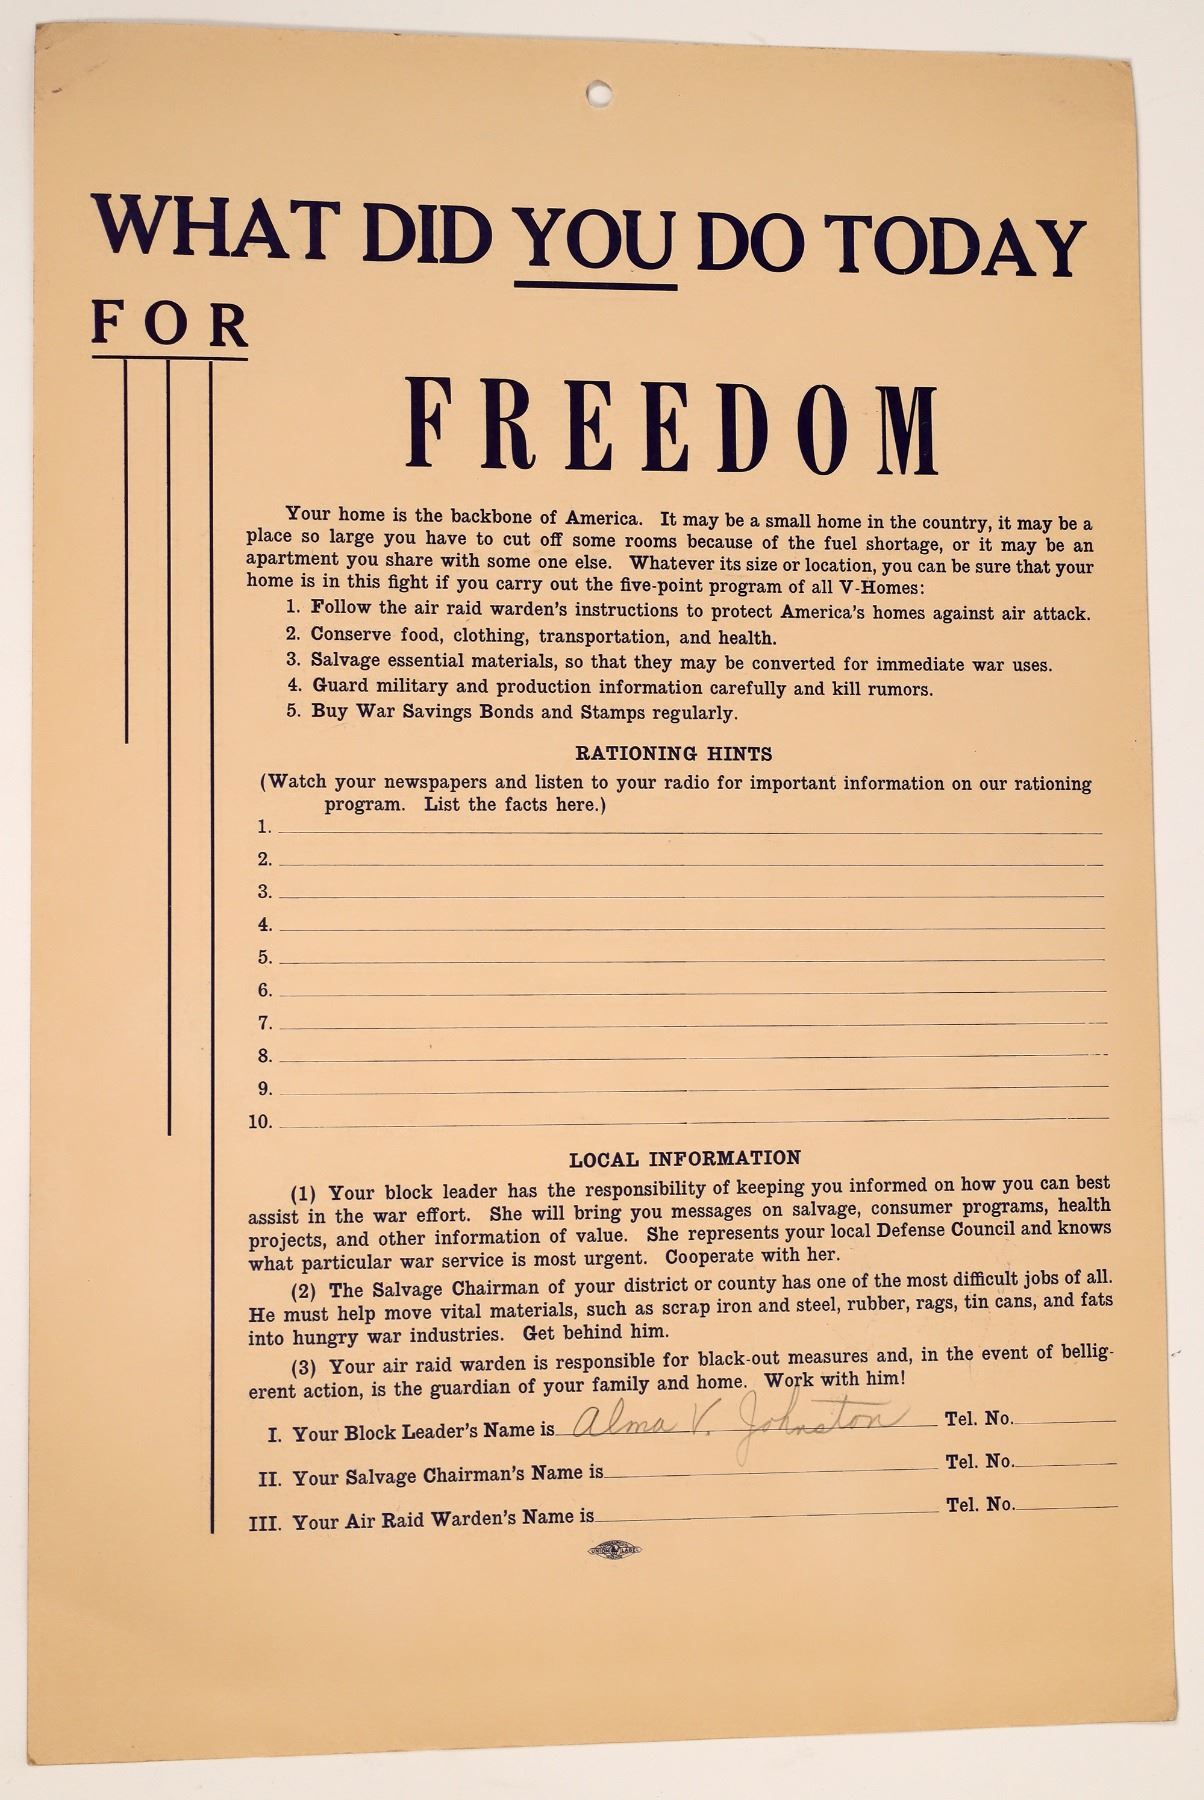 WHAT DID YOU DO TODAY
FOR
FREEDOM
Your home is the backbone of America. It may be a small home in the country, it may be a
place so large you have to cut off some rooms because of the fuel shortage, or it may be an
apartment you share with some one else. Whatever its size or location, you can be sure that your
home is in this fight if you carry out the five-point program of all V-Homes:
1. Follow the air raid warden's instructions to protect America's homes against air attack.
2. Conserve food, clothing, transportation, and health.
3. Salvage essential materials, so that they may be converted for immediate war uses.
4. Guard military and production information carefully and kill rumors.
5. Buy War Savings Bonds and Stamps regularly.
RATIONING HINTS
(Watch your newspapers and listen to your radio for important information on our rationing
program. List the facts here.)
1.
2.
3.
4.
5.
6.
7.
8.
9.
10.
LOCAL INFORMATION
(1) Your block leader has the responsibility of keeping you informed on how you can best
assist in the war effort. She will bring you messages on salvage, consumer programs, health
projects, and other information of value. She represents your local Defense Council and knows
what particular war service is most urgent. Cooperate with her.
(2) The Salvage Chairman of your district or county has one of the most difficult jobs of all.
He must help move vital materials, such as scrap iron and steel, rubber, rags, tin cans, and fats
into hungry war industries. Get behind him.
(3) Your air raid warden is responsible for black-out measures and, in the event of bellig-
erent action, is the guardian of your family and home. Work with him!
I. Your Block Leader's Name is Alma V. Johnston Tel. No.
II. Your Salvage Chairman's Name is Tel. No.
III. Your Air Raid Warden's Name is Tel. No.
UNION LABEL